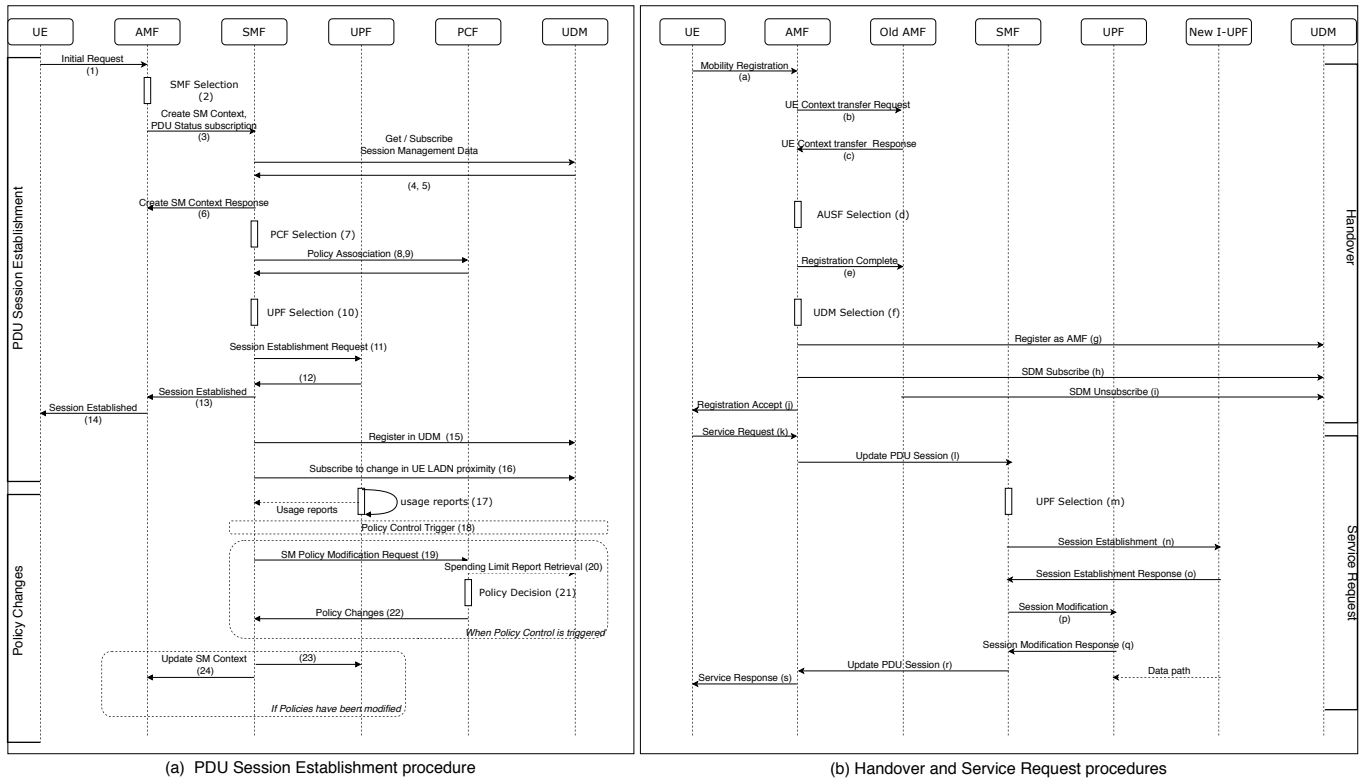 UE AMF SMF UPF PCF UDM
Initial Request
(1)
SMF Selection
(2)
Create SM Context,
PDU Status subscription
(3)
Get / Subscribe
Session Management Data
(4, 5)
Create SM Context Response
(6)
PCF Selection (7)
Policy Assosciation (8,9)
UPF Selection (10)
Session Establishment Request (11)
(12)
Session Established
(13)
Session Established
(14)
Register in UDM (15)
Subscribe to change in UE LADN proximity (16)
PDU Session Establishment
usage reports (17)
Usage reports
Policy Control Trigger (18)
SM Policy Modification Request (19)
Spending Limit Report Retrieval (20)
Policy Decision (21)
Policy Changes (22)
When Policy Control is triggered
Update SM Context
(23)
(24)
If Policies have been modified
Policy Changes
(a) PDU Session Establishment procedure
UE AMF Old AMF SMF UPF New I-UPF UDM
Mobility Registration
(a)
UE Context transfer Request
(b)
UE Context transfer Response
(c)
AUSF Selection (d)
Registration Complete
(e)
UDM Selection (f)
Register as AMF (g)
SDM Subscribe (h)
SDM Unsubscribe (i)
Registration Accept (j)
Handover
Service Request (k)
Update PDU Session (l)
UPF Selection (m)
Session Establishment (n)
Session Establishment Response (o)
Session Modification
(p)
Session Modification Response (q)
Update PDU Session (r)
Data path
Service Response (s)
Service Request
(b) Handover and Service Request procedures